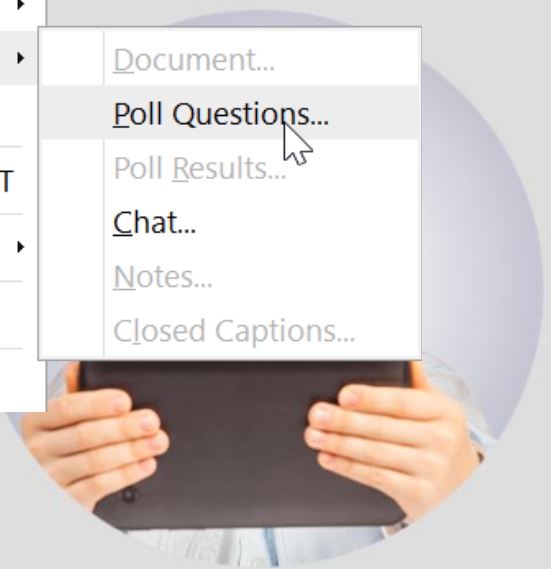 Document...
Poll Questions...
Poll Results...
T
Chat...
Notes...
Closed Captions...